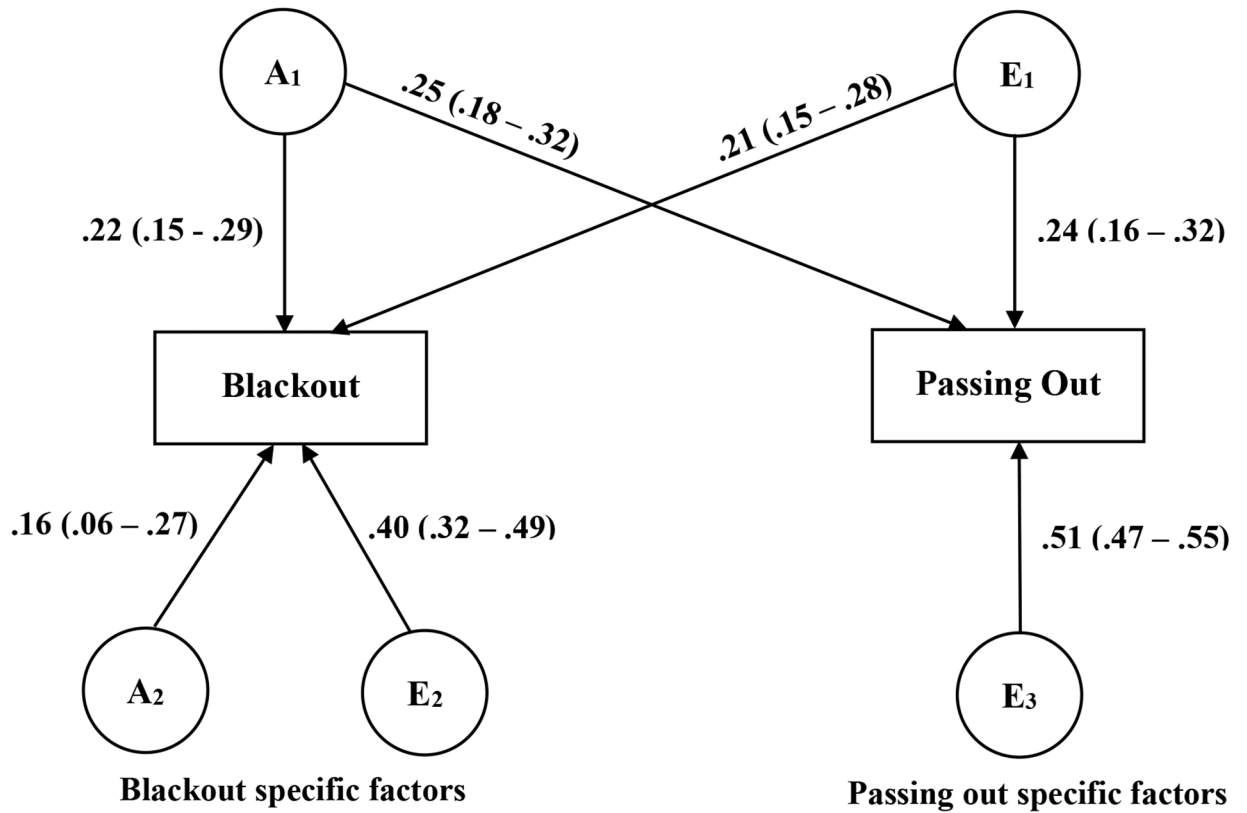 A1
E1
.25 (.18 – .32)
.21 (.15 – .28)
.22 (.15 - .29)
.24 (.16 – .32)
Blackout
Passing Out
.16 (.06 – .27)
.40 (.32 – .49)
.51 (.47 – .55)
A2
E2
E3
Blackout specific factors
Passing out specific factors